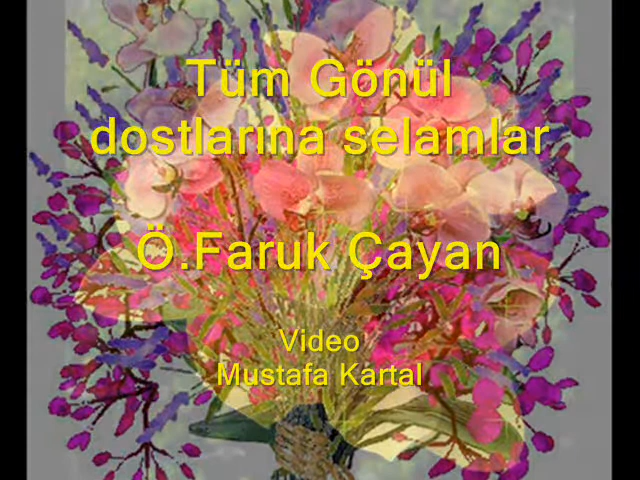 Tüm Gönül
dostlarına selamlar
Ö.Faruk Çayan
Video
Mustafa Kartal